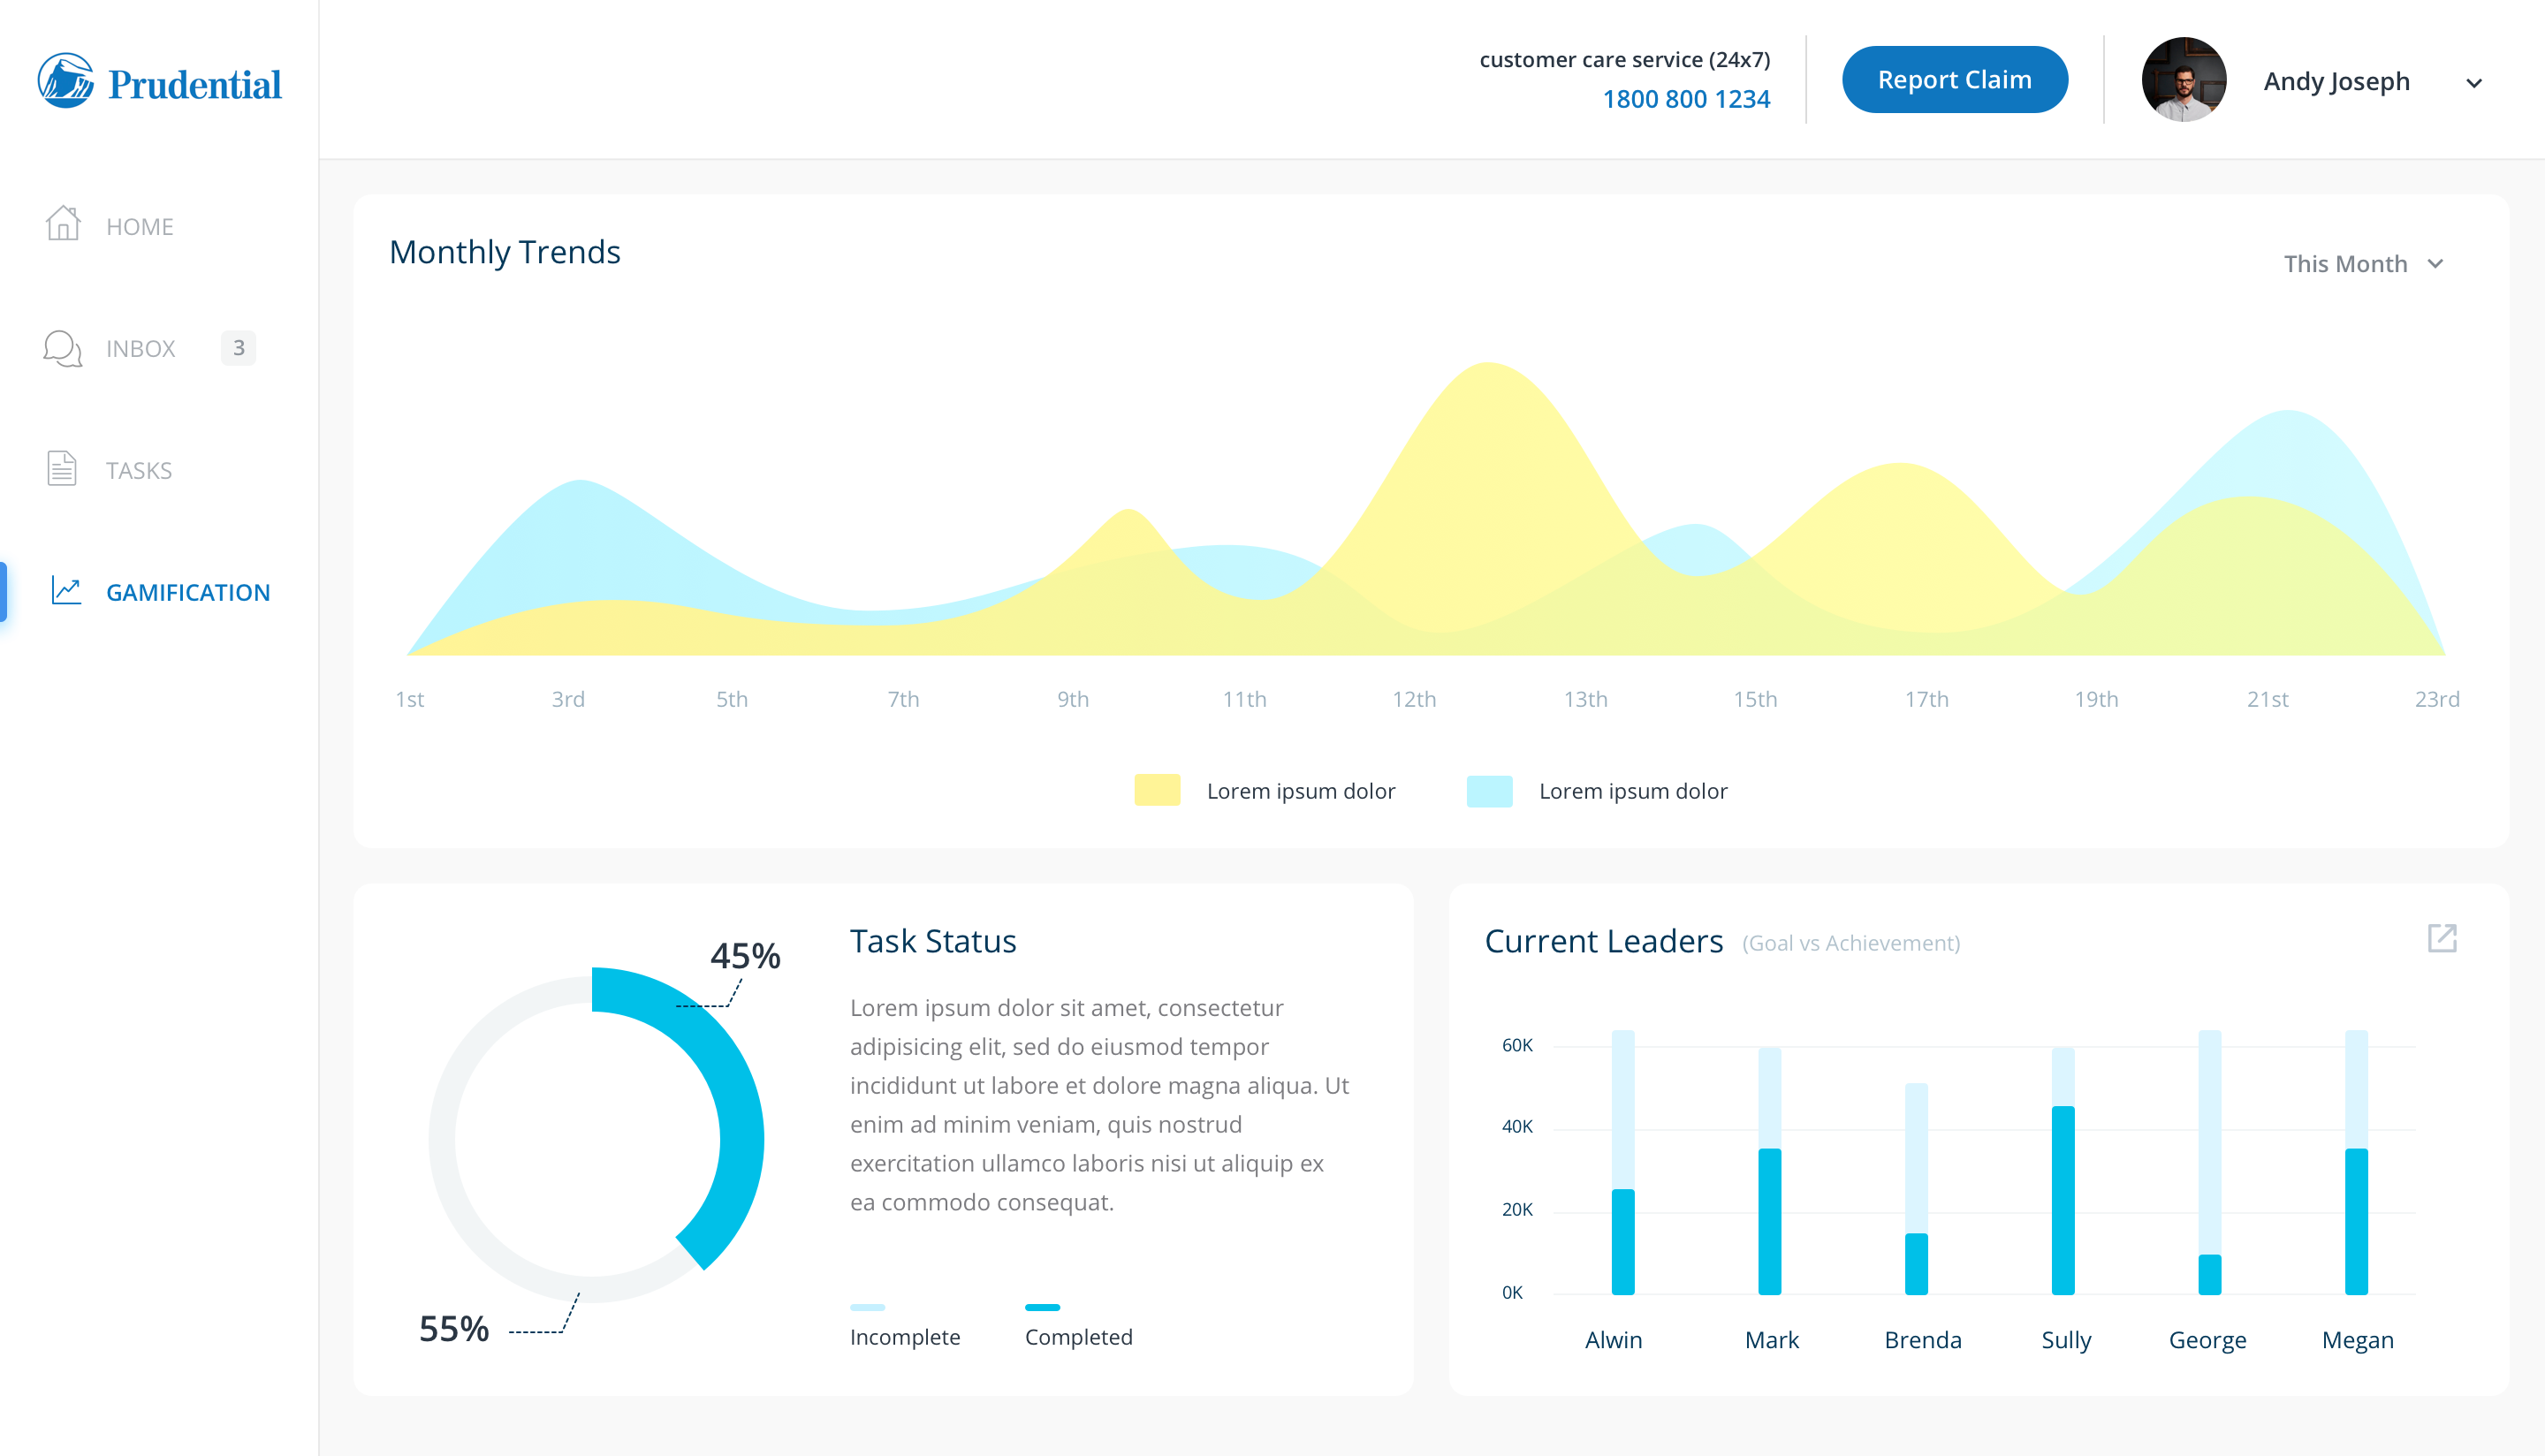 Prudential
customer care service (24x7)
1800 800 1234
Report Claim
Andy Joseph
HOME
INBOX 3
TASKS
GAMIFICATION
Monthly Trends
This Month
1st 3rd 5th 7th 9th 11th 12th 13th 15th 17th 19th 21st 23rd
Lorem ipsum dolor Lorem ipsum dolor
45%
55%
Task Status
Lorem ipsum dolor sit amet, consectetur
adipisicing elit, sed do eiusmod tempor
incididunt ut labore et dolore magna aliqua. Ut
enim ad minim veniam, quis nostrud
exercitation ullamco laboris nisi ut aliquip ex
ea commodo consequat.
Incomplete Completed
Current Leaders (Goal vs Achievement)
60K
40K
20K
0K
Alwin Mark Brenda Sully George Megan